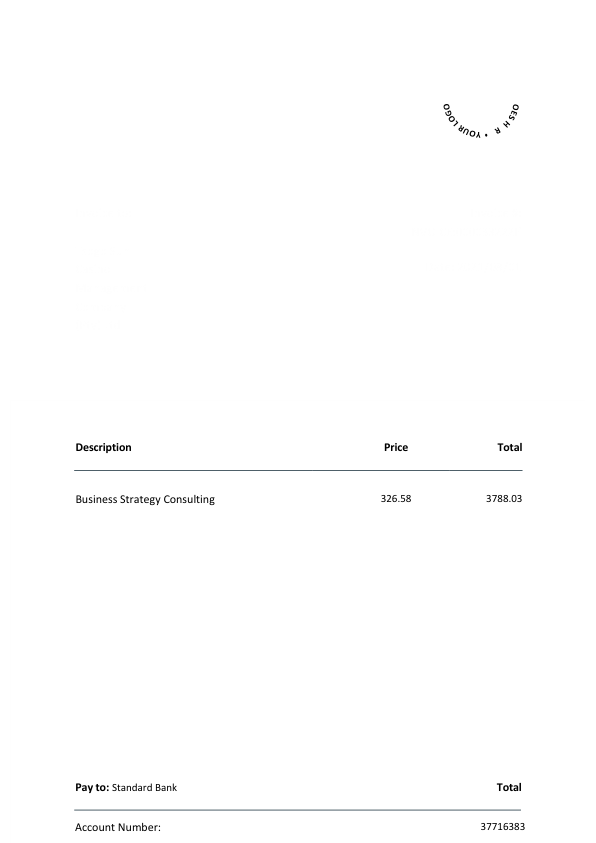 YOUR LOGO •
Description Price Total
Business Strategy Consulting 326.58 3788.03
Pay to: Standard Bank Total
Account Number: 37716383